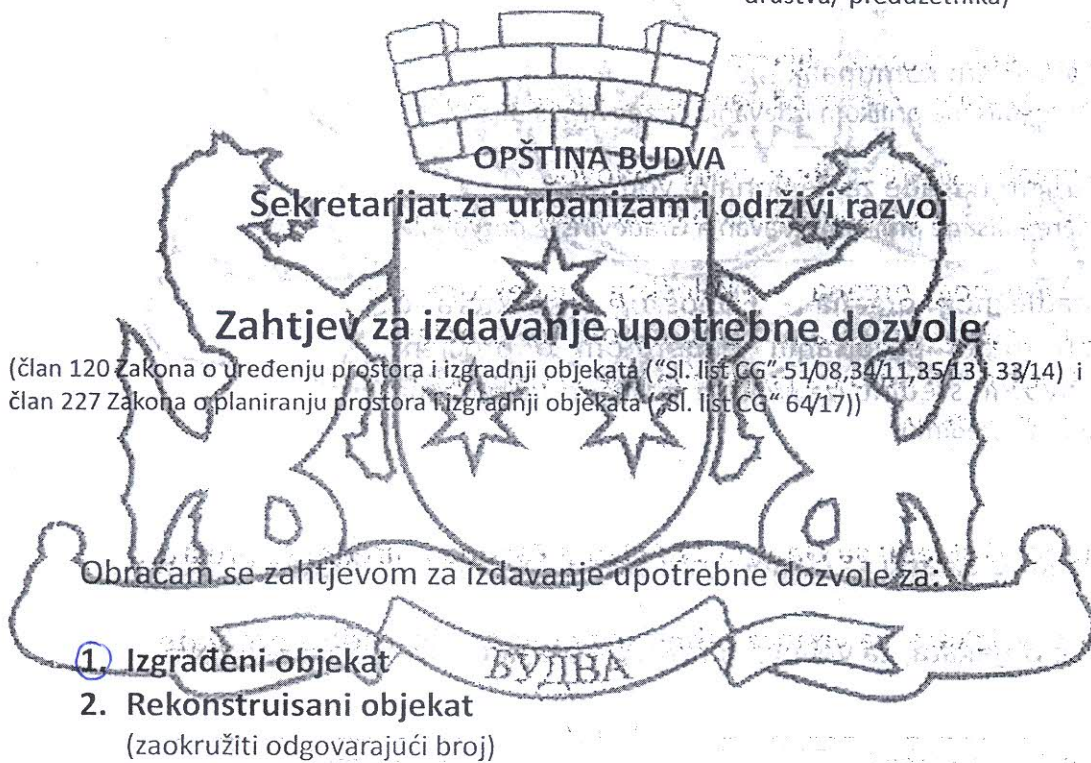 društva/ preduzetnika)
OPŠTINA BUDVA
Sekretarijat za urbanizam i održivi razvoj
Zahtjev za izdavanje upotrebne dozvole
(član 120 Zakona o uređenju prostora i izgradnji objekata ("Sl. list CG" 51/08,34/11,35/13 i 33/14) i
član 227 Zakona o planiranju prostora i izgradnji objekata („Sl. list CG“ 64/17))
Obraćam se zahtjevom za izdavanje upotrebne dozvole za:
1. Izgrađeni objekat
БУДВА
2. Rekonstruisani objekat
(zaokružiti odgovarajući broj)